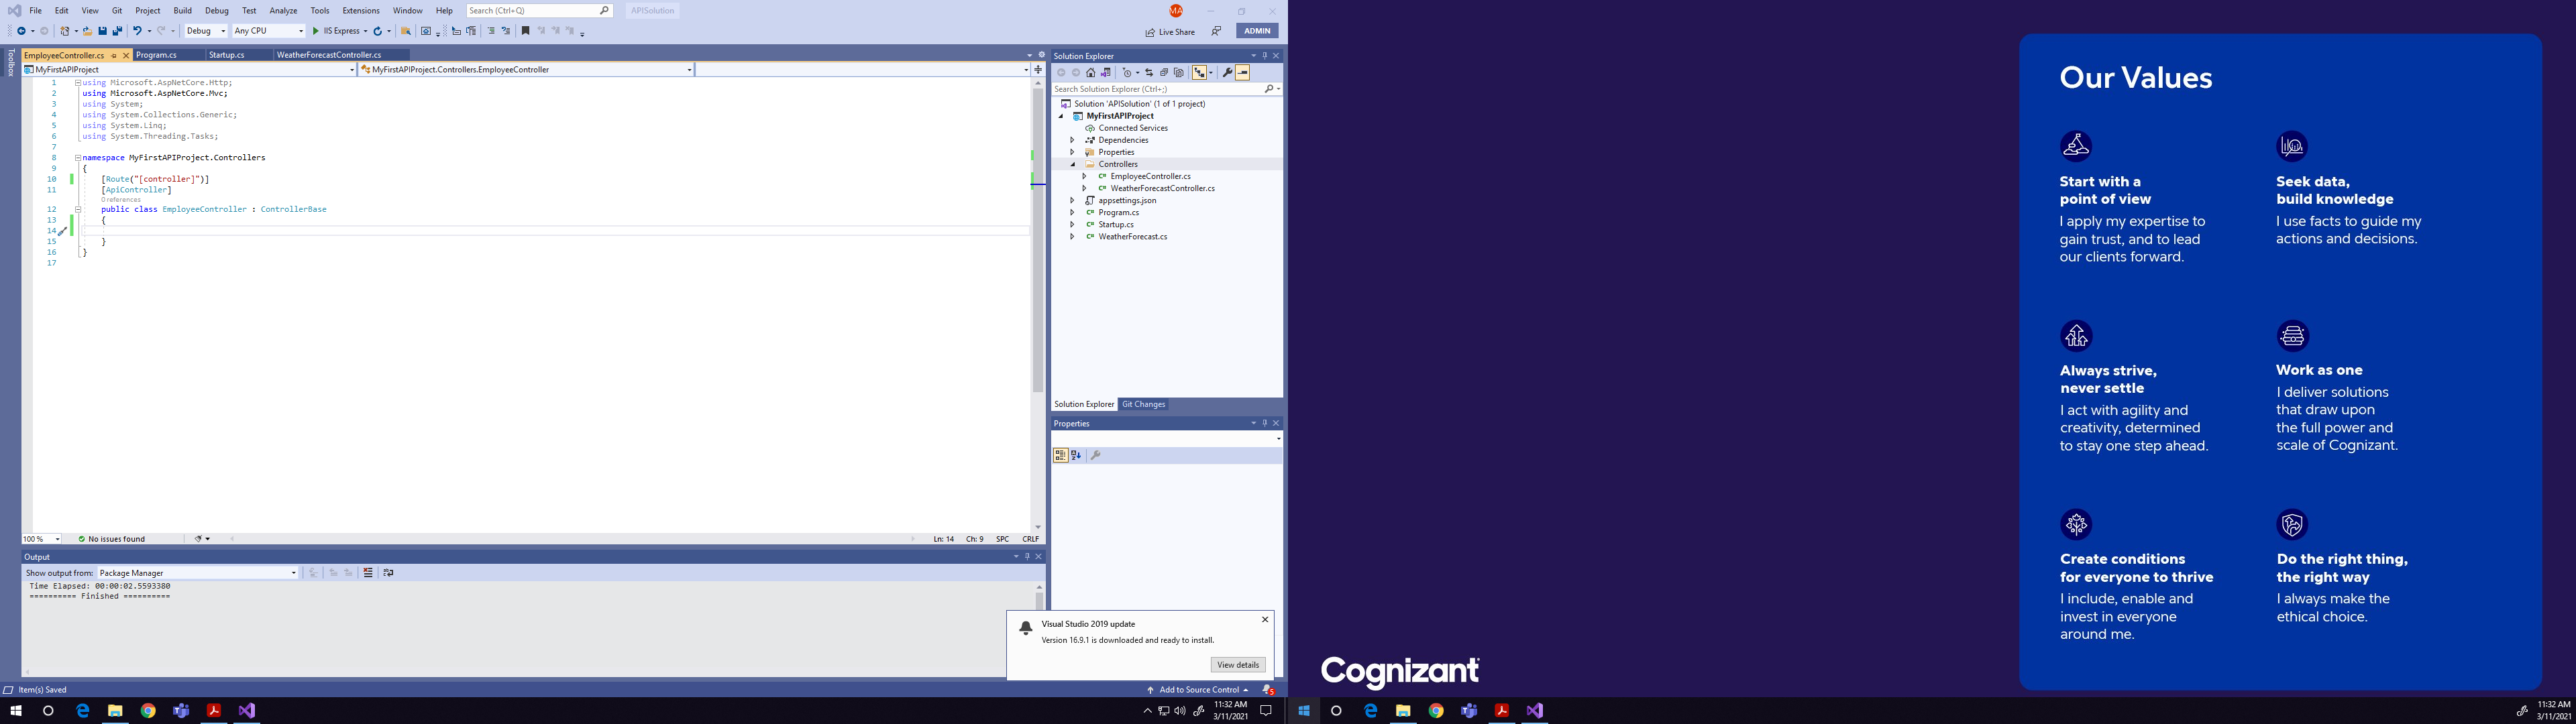 File Edit View Git Project Build Debug Test Analyze Tools Extensions Window Help Search (Ctrl+Q) APISolution MA
Debug Any CPU IIS Express Live Share ADMIN
Toolbox
EmployeeController.cs Program.cs Startup.cs WeatherForecastController.cs
MyFirstAPIProject MyFirstAPIProject.Controllers.EmployeeController
1 using Microsoft.AspNetCore.Http;
2 using Microsoft.AspNetCore.Mvc;
3 using System;
4 using System.Collections.Generic;
5 using System.Linq;
6 using System.Threading.Tasks;
7
8 namespace MyFirstAPIProject.Controllers
9 {
10 [Route("[controller]")]
11 [ApiController]
0 references
12 public class EmployeeController : ControllerBase
13 {
14
15 }
16 }
17
100 % No issues found Ln: 14 Ch: 9 SPC CRLF
Output
Show output from: Package Manager
Time Elapsed: 00:00:02.5593380
========== Finished ==========
Solution Explorer
Search Solution Explorer (Ctrl+;)
Solution 'APISolution' (1 of 1 project)
MyFirstAPIProject
Connected Services
Dependencies
Properties
Controllers
C# EmployeeController.cs
C# WeatherForecastController.cs
appsettings.json
C# Program.cs
C# Startup.cs
C# WeatherForecast.cs
Solution Explorer Git Changes
Properties
Visual Studio 2019 update
Version 16.9.1 is downloaded and ready to install.
View details
Item(s) Saved Add to Source Control 5
11:32 AM
3/11/2021
Our Values
Start with a
point of view
I apply my expertise to
gain trust, and to lead
our clients forward.
Seek data,
build knowledge
I use facts to guide my
actions and decisions.
Always strive,
never settle
I act with agility and
creativity, determined
to stay one step ahead.
Work as one
I deliver solutions
that draw upon
the full power and
scale of Cognizant.
Create conditions
for everyone to thrive
I include, enable and
invest in everyone
around me.
Do the right thing,
the right way
I always make the
ethical choice.
Cognizant
11:32 AM
3/11/2021